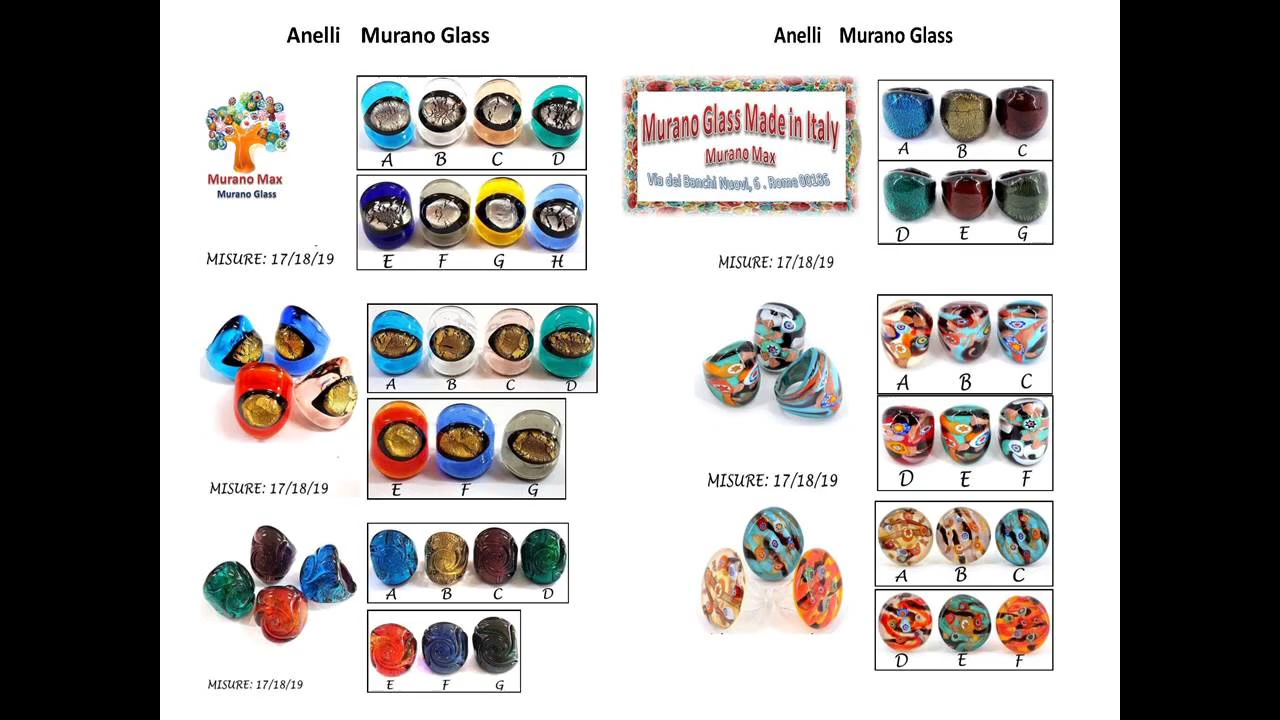 Anelli Murano Glass
Murano Max
Murano Glass
A B C D
E F G H
MISURE: 17/18/19
A B C D
E F G
MISURE: 17/18/19
A B C D
E F G
MISURE: 17/18/19
Anelli Murano Glass
Murano Glass Made in Italy
Murano Max
Via dei Banchi Nuovi, 6 . Rome 00186
A B C
D E G
MISURE: 17/18/19
A B C
D E F
MISURE: 17/18/19
A B C
D E F